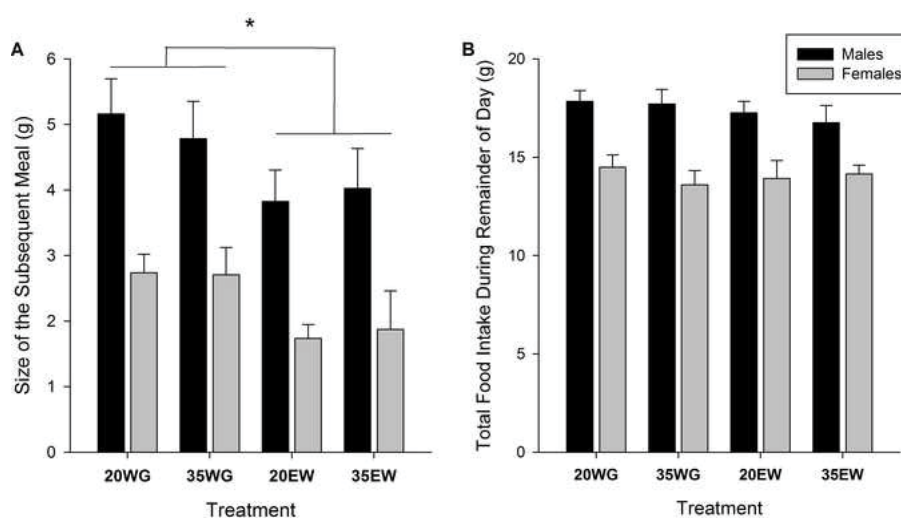 *
A
Size of the Subsequent Meal (g)
6
5
4
3
2
1
0
20WG 35WG 20EW 35EW
Treatment
B
Total Food Intake During Remainder of Day (g)
20
15
10
5
0
20WG 35WG 20EW 35EW
Treatment
Males
Females